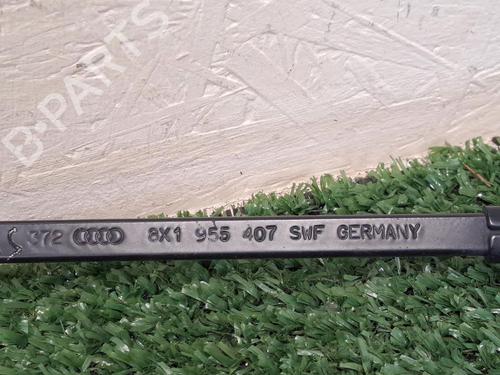 B-PARTS
372 8X1 955 407 SWF GERMANY